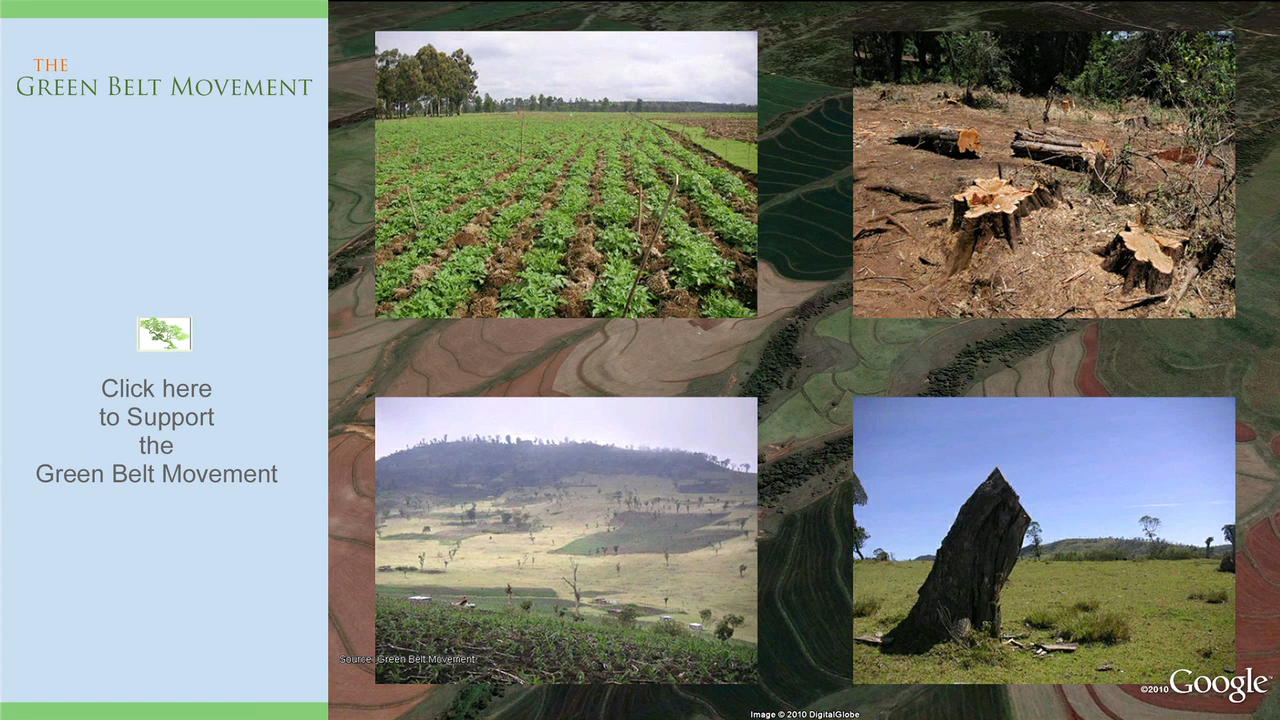 THE
GREEN BELT MOVEMENT
Click here
to Support
the
Green Belt Movement
Source: Green Belt Movement
©2010 Google™
Image © 2010 DigitalGlobe